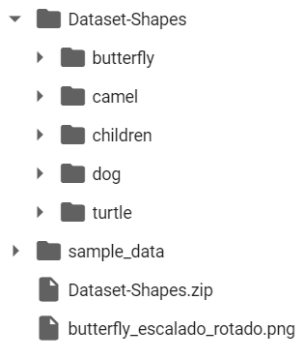 Dataset-Shapes
butterfly
camel
children
dog
turtle
sample_data
Dataset-Shapes.zip
butterfly_escalado_rotado.png